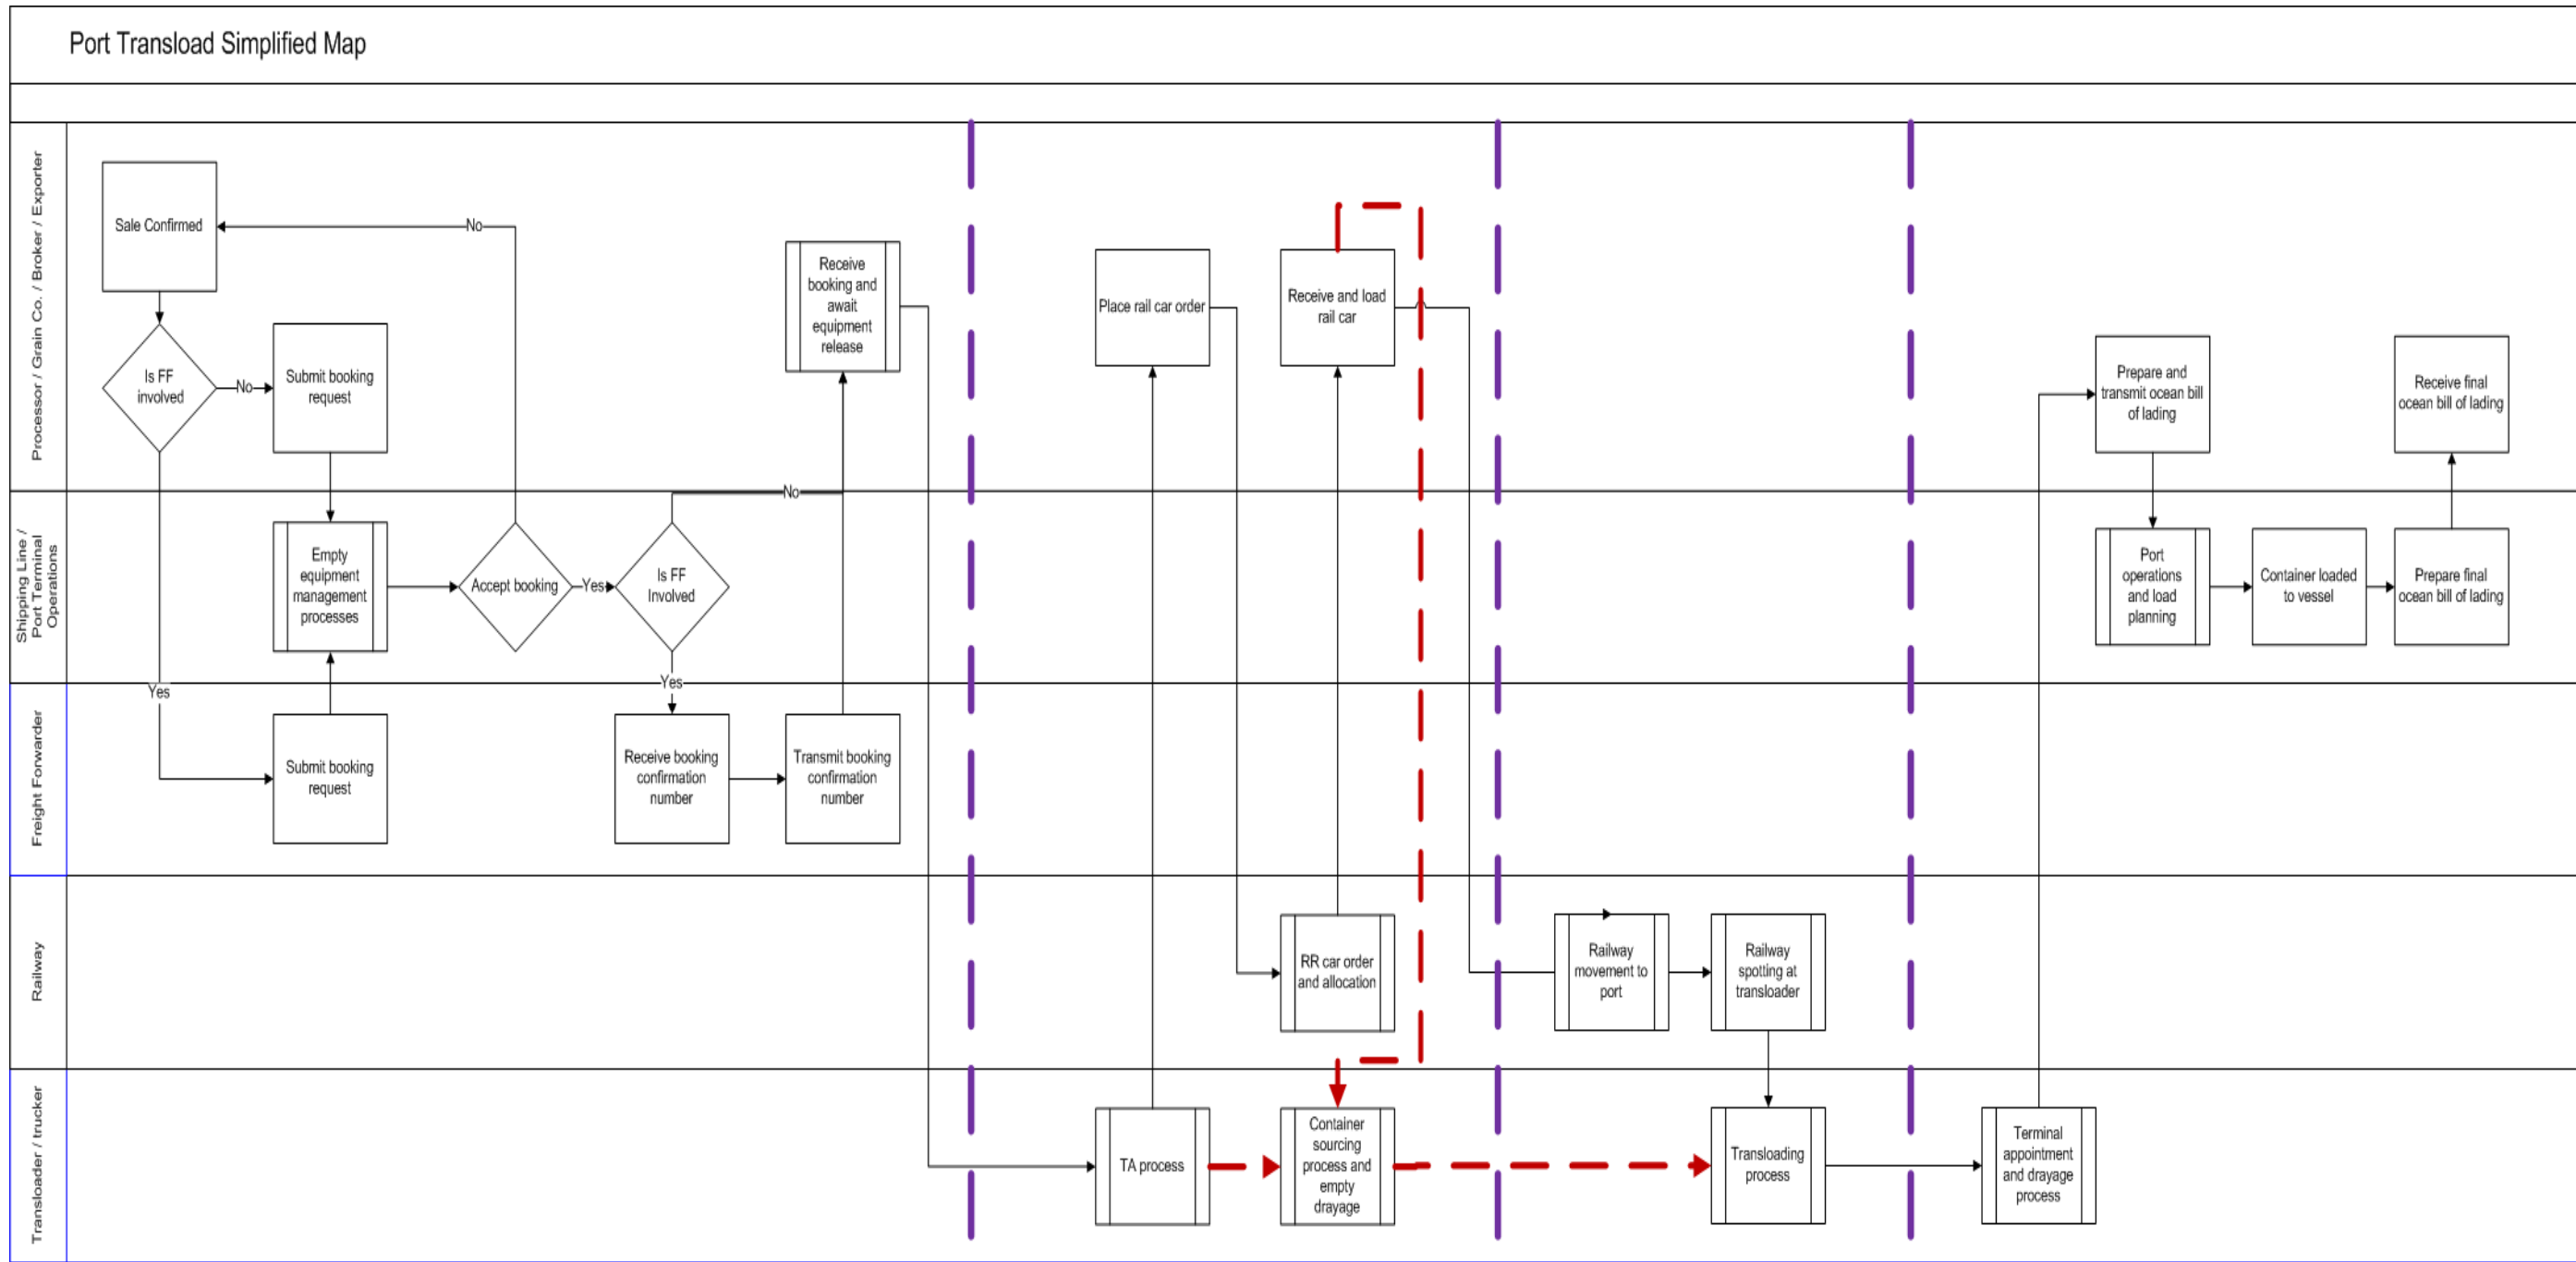 Port Transload Simplified Map
Processor / Grain Co. / Broker / Exporter
Sale Confirmed
No
Is FF
involved
No
Submit booking
request
Receive
booking and
await
equipment
release
Place rail car order
Receive and load
rail car
Prepare and
transmit ocean bill
of lading
Receive final
ocean bill of lading
No
Shipping Line /
Port Terminal
Operations
Empty
equipment
management
processes
Accept booking
Yes
Is FF
Involved
Port
operations
and load
planning
Container loaded
to vessel
Prepare final
ocean bill of lading
Yes
Yes
Freight Forwarder
Submit booking
request
Receive booking
confirmation
number
Transmit booking
confirmation
number
Railway
RR car order
and allocation
Railway
movement to
port
Railway
spotting at
transloader
Transloader / trucker
TA process
Container
sourcing
process and
empty
drayage
Transloading
process
Terminal
appointment
and drayage
process